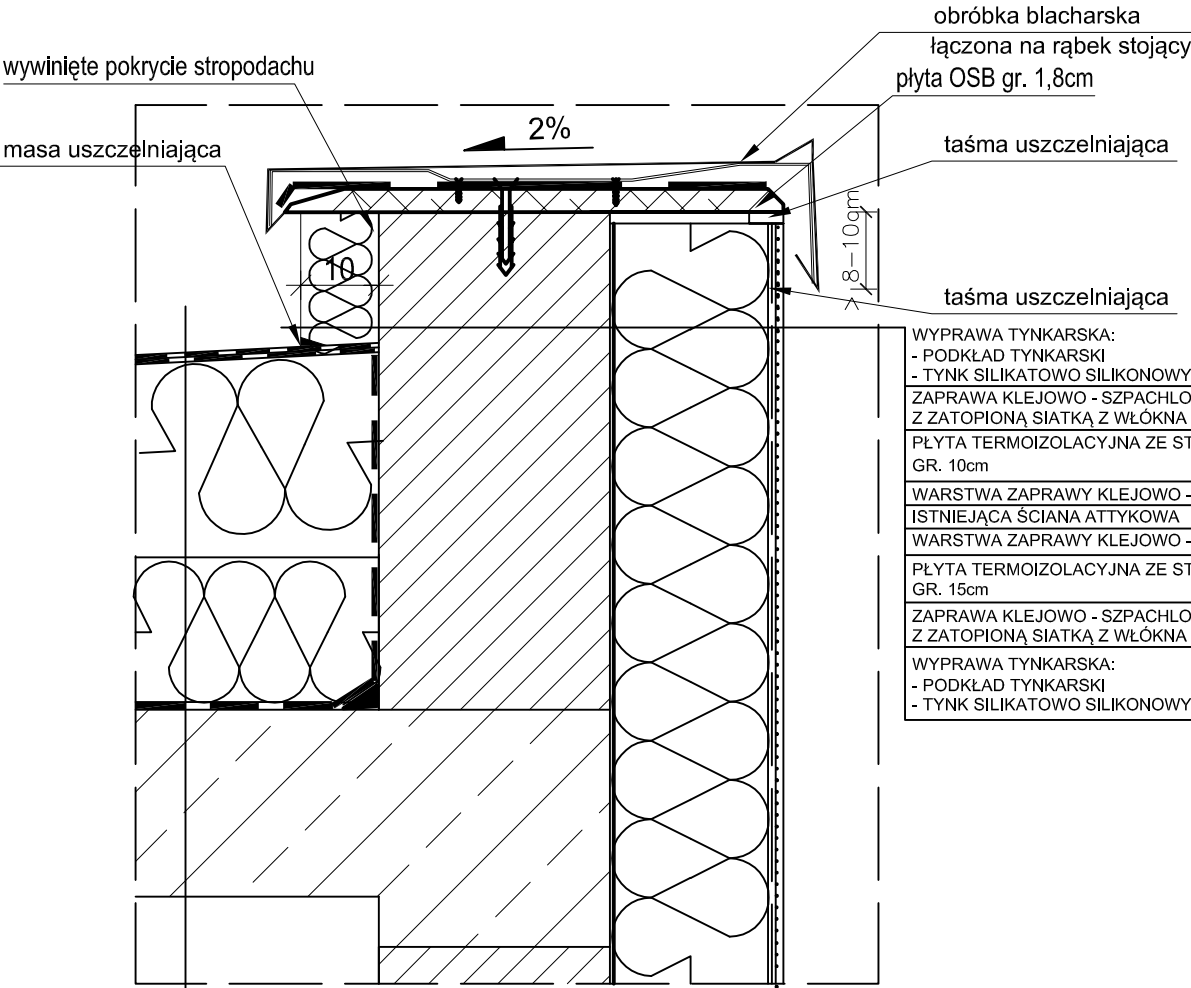 obróbka blacharska
łączona na rąbek stojący
wywinięte pokrycie stropodachu
płyta OSB gr. 1,8cm
2%
masa uszczelniająca
taśma uszczelniająca
> 8-10cm
10
taśma uszczelniająca
WYPRAWA TYNKARSKA:
- PODKŁAD TYNKARSKI
- TYNK SILIKATOWO SILIKONOWY
ZAPRAWA KLEJOWO - SZPACHLO
Z ZATOPIONĄ SIATKĄ Z WŁÓKNA
PŁYTA TERMOIZOLACYJNA ZE ST
GR. 10cm
WARSTWA ZAPRAWY KLEJOWO -
ISTNIEJĄCA ŚCIANA ATTYKOWA
WARSTWA ZAPRAWY KLEJOWO -
PŁYTA TERMOIZOLACYJNA ZE ST
GR. 15cm
ZAPRAWA KLEJOWO - SZPACHLO
Z ZATOPIONĄ SIATKĄ Z WŁÓKNA
WYPRAWA TYNKARSKA:
- PODKŁAD TYNKARSKI
- TYNK SILIKATOWO SILIKONOWY